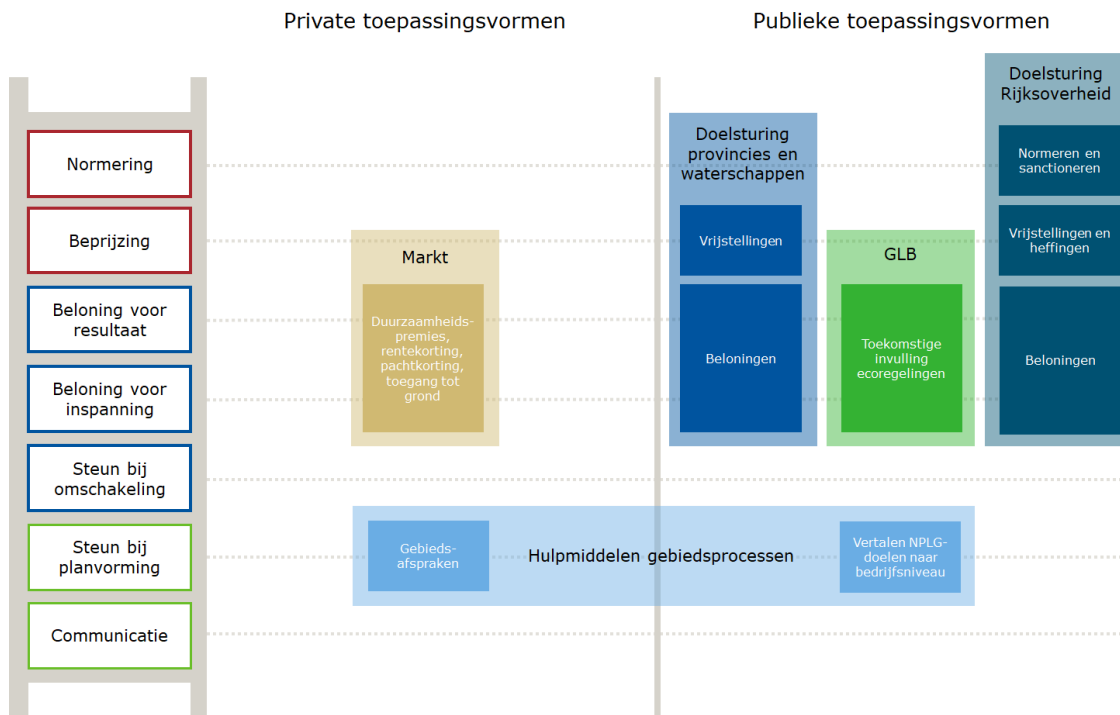 Private toepassingsvormen
Publieke toepassingsvormen
Normering
Beprijzing
Beloning voor
resultaat
Beloning voor
inspanning
Steun bij
omschakeling
Steun bij
planvorming
Communicatie
Markt
Duurzaamheids-
premies,
rentekorting,
pachtkorting,
toegang tot
grond
Doelsturing
provincies en
waterschappen
Vrijstellingen
Beloningen
GLB
Toekomstige
invulling
ecoregelingen
Doelsturing
Rijksoverheid
Normeren en
sanctioneren
Vrijstellingen en
heffingen
Beloningen
Gebieds-
afspraken
Hulpmiddelen gebiedsprocessen
Vertalen NPLG-
doelen naar
bedrijfsniveau